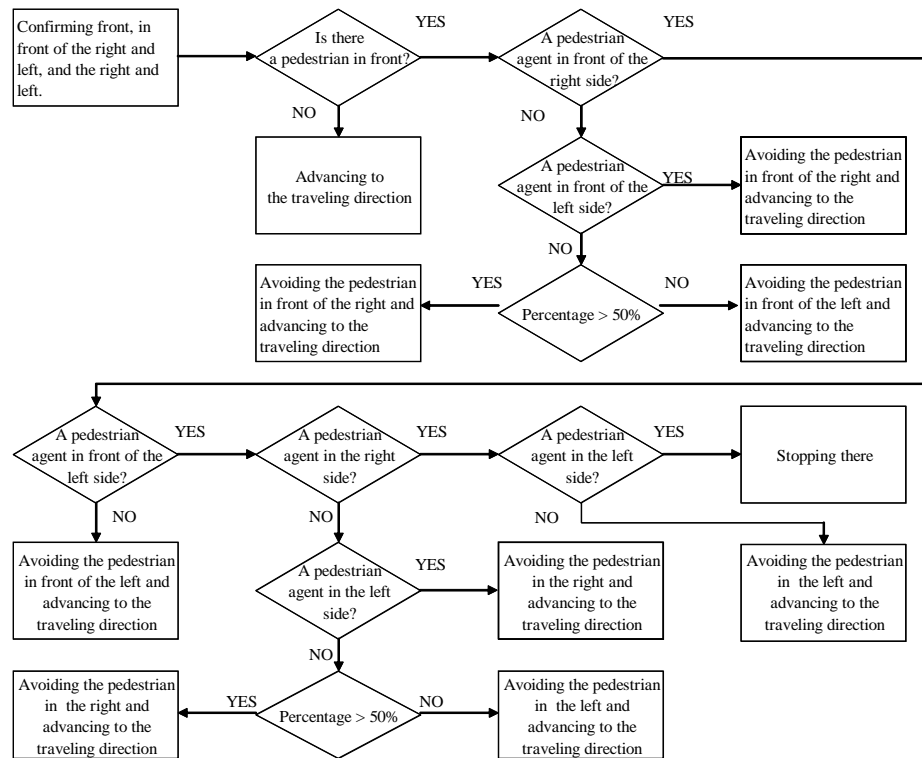 Confirming front, in
front of the right and
left, and the right and
left.
Is there
a pedestrian in front?
YES
NO
Advancing to
the traveling direction
A pedestrian
agent in front of the
right side?
YES
NO
A pedestrian
agent in front of the
left side?
YES
NO
Avoiding the pedestrian
in front of the right and
advancing to the
traveling direction
Percentage > 50%
YES
NO
Avoiding the pedestrian
in front of the right and
advancing to the
traveling direction
Avoiding the pedestrian
in front of the left and
advancing to the
traveling direction
A pedestrian
agent in front of the
left side?
YES
NO
Avoiding the pedestrian
in front of the left and
advancing to the
traveling direction
A pedestrian
agent in the right
side?
YES
NO
A pedestrian
agent in the left
side?
YES
NO
Stopping there
Avoiding the pedestrian
in the left and
advancing to the
traveling direction
A pedestrian
agent in the left
side?
YES
NO
Avoiding the pedestrian
in the right and
advancing to the
traveling direction
Percentage > 50%
YES
NO
Avoiding the pedestrian
in the right and
advancing to the
traveling direction
Avoiding the pedestrian
in the left and
advancing to the
traveling direction